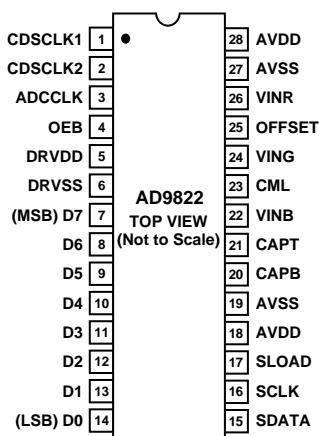 CDSCLK1 1 28 AVDD
CDSCLK2 2 27 AVSS
ADCCLK 3 26 VINR
OEB 4 25 OFFSET
DRVDD 5 24 VING
DRVSS 6 23 CML
(MSB) D7 7 22 VINB
D6 8 21 CAPT
D5 9 20 CAPB
D4 10 19 AVSS
D3 11 18 AVDD
D2 12 17 SLOAD
D1 13 16 SCLK
(LSB) D0 14 15 SDATA
AD9822
TOP VIEW
(Not to Scale)